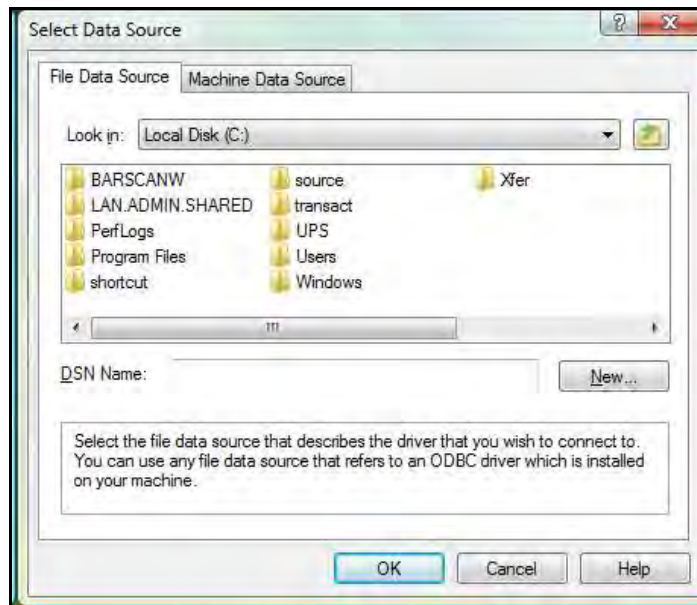 Select Data Source
File Data Source
Machine Data Source
Look in:
Local Disk (C:)
BARSCANW
LAN.ADMIN.SHARED
PerfLogs
Program Files
shortcut
source
transact
UPS
Users
Windows
Xfer
DSN Name:
New...
Select the file data source that describes the driver that you wish to connect to.
You can use any file data source that refers to an ODBC driver which is installed
on your machine.
OK
Cancel
Help